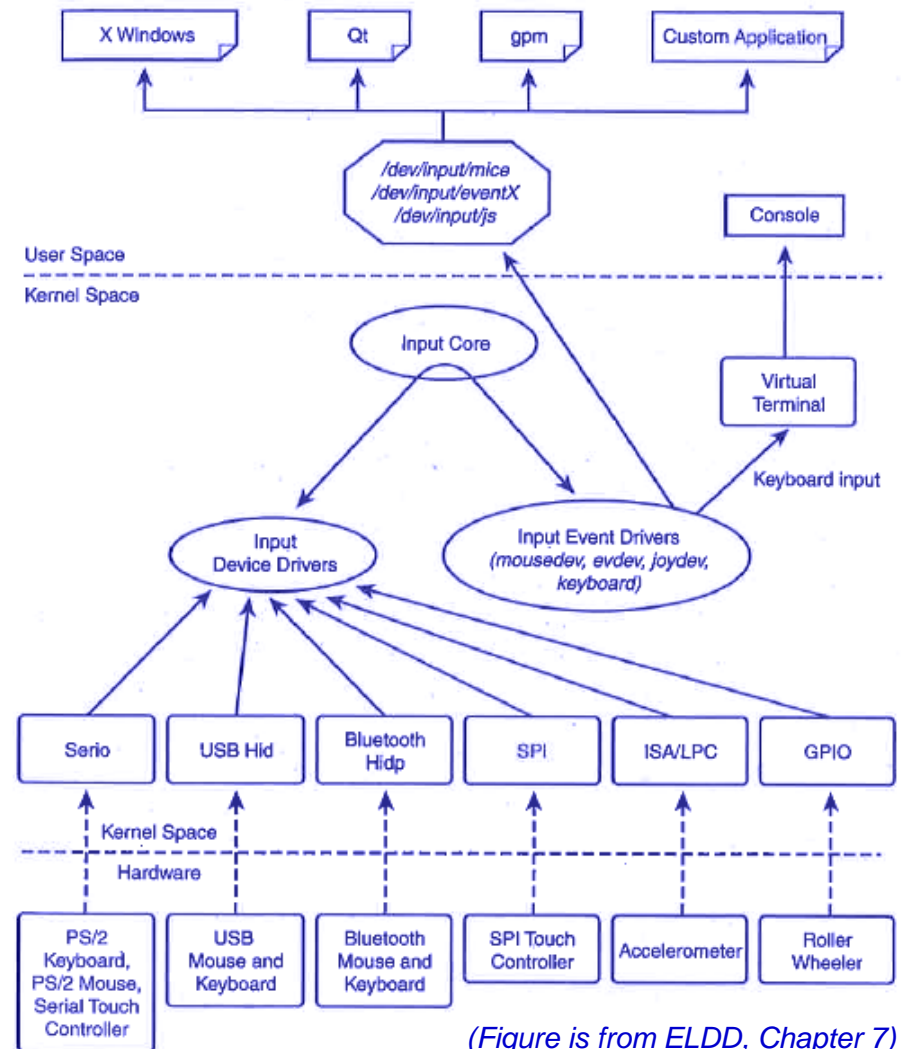 X Windows
Qt
gpm
Custom Application
/dev/input/mice
/dev/input/eventX
/dev/input/js
Console
User Space
Kernel Space
Input Core
Virtual
Terminal
Keyboard input
Input
Device Drivers
Input Event Drivers
(mousedev, evdev, joydev,
keyboard)
Serio
USB Hid
Bluetooth
Hidp
SPI
ISA/LPC
GPIO
Kernel Space
Hardware
PS/2
Keyboard,
PS/2 Mouse,
Serial Touch
Controller
USB
Mouse and
Keyboard
Bluetooth
Mouse and
Keyboard
SPI Touch
Controller
Accelerometer
Roller
Wheeler
(Figure is from ELDD, Chapter 7)